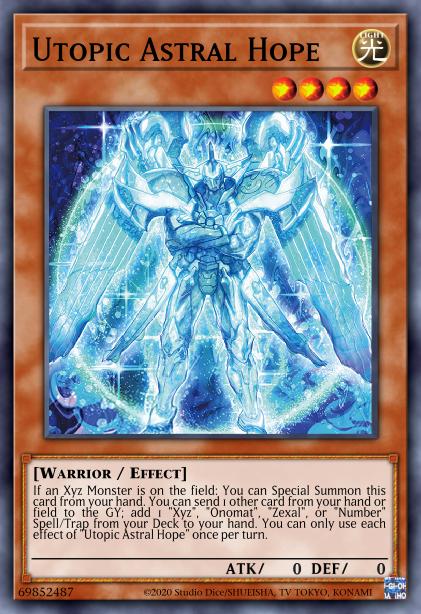 Utopic Astral Hope
LIGHT
光
[Warrior / Effect]
If an Xyz Monster is on the field: You can Special Summon this
card from your hand. You can send 1 other card from your hand or
field to the GY; add 1 "Xyz", "Onomat", "Zexal", or "Number"
Spell/Trap from your Deck to your hand. You can only use each
effect of "Utopic Astral Hope" once per turn.
ATK/ 0 DEF/ 0
69852487 ©2020 Studio Dice/SHUEISHA, TV TOKYO, KONAMI